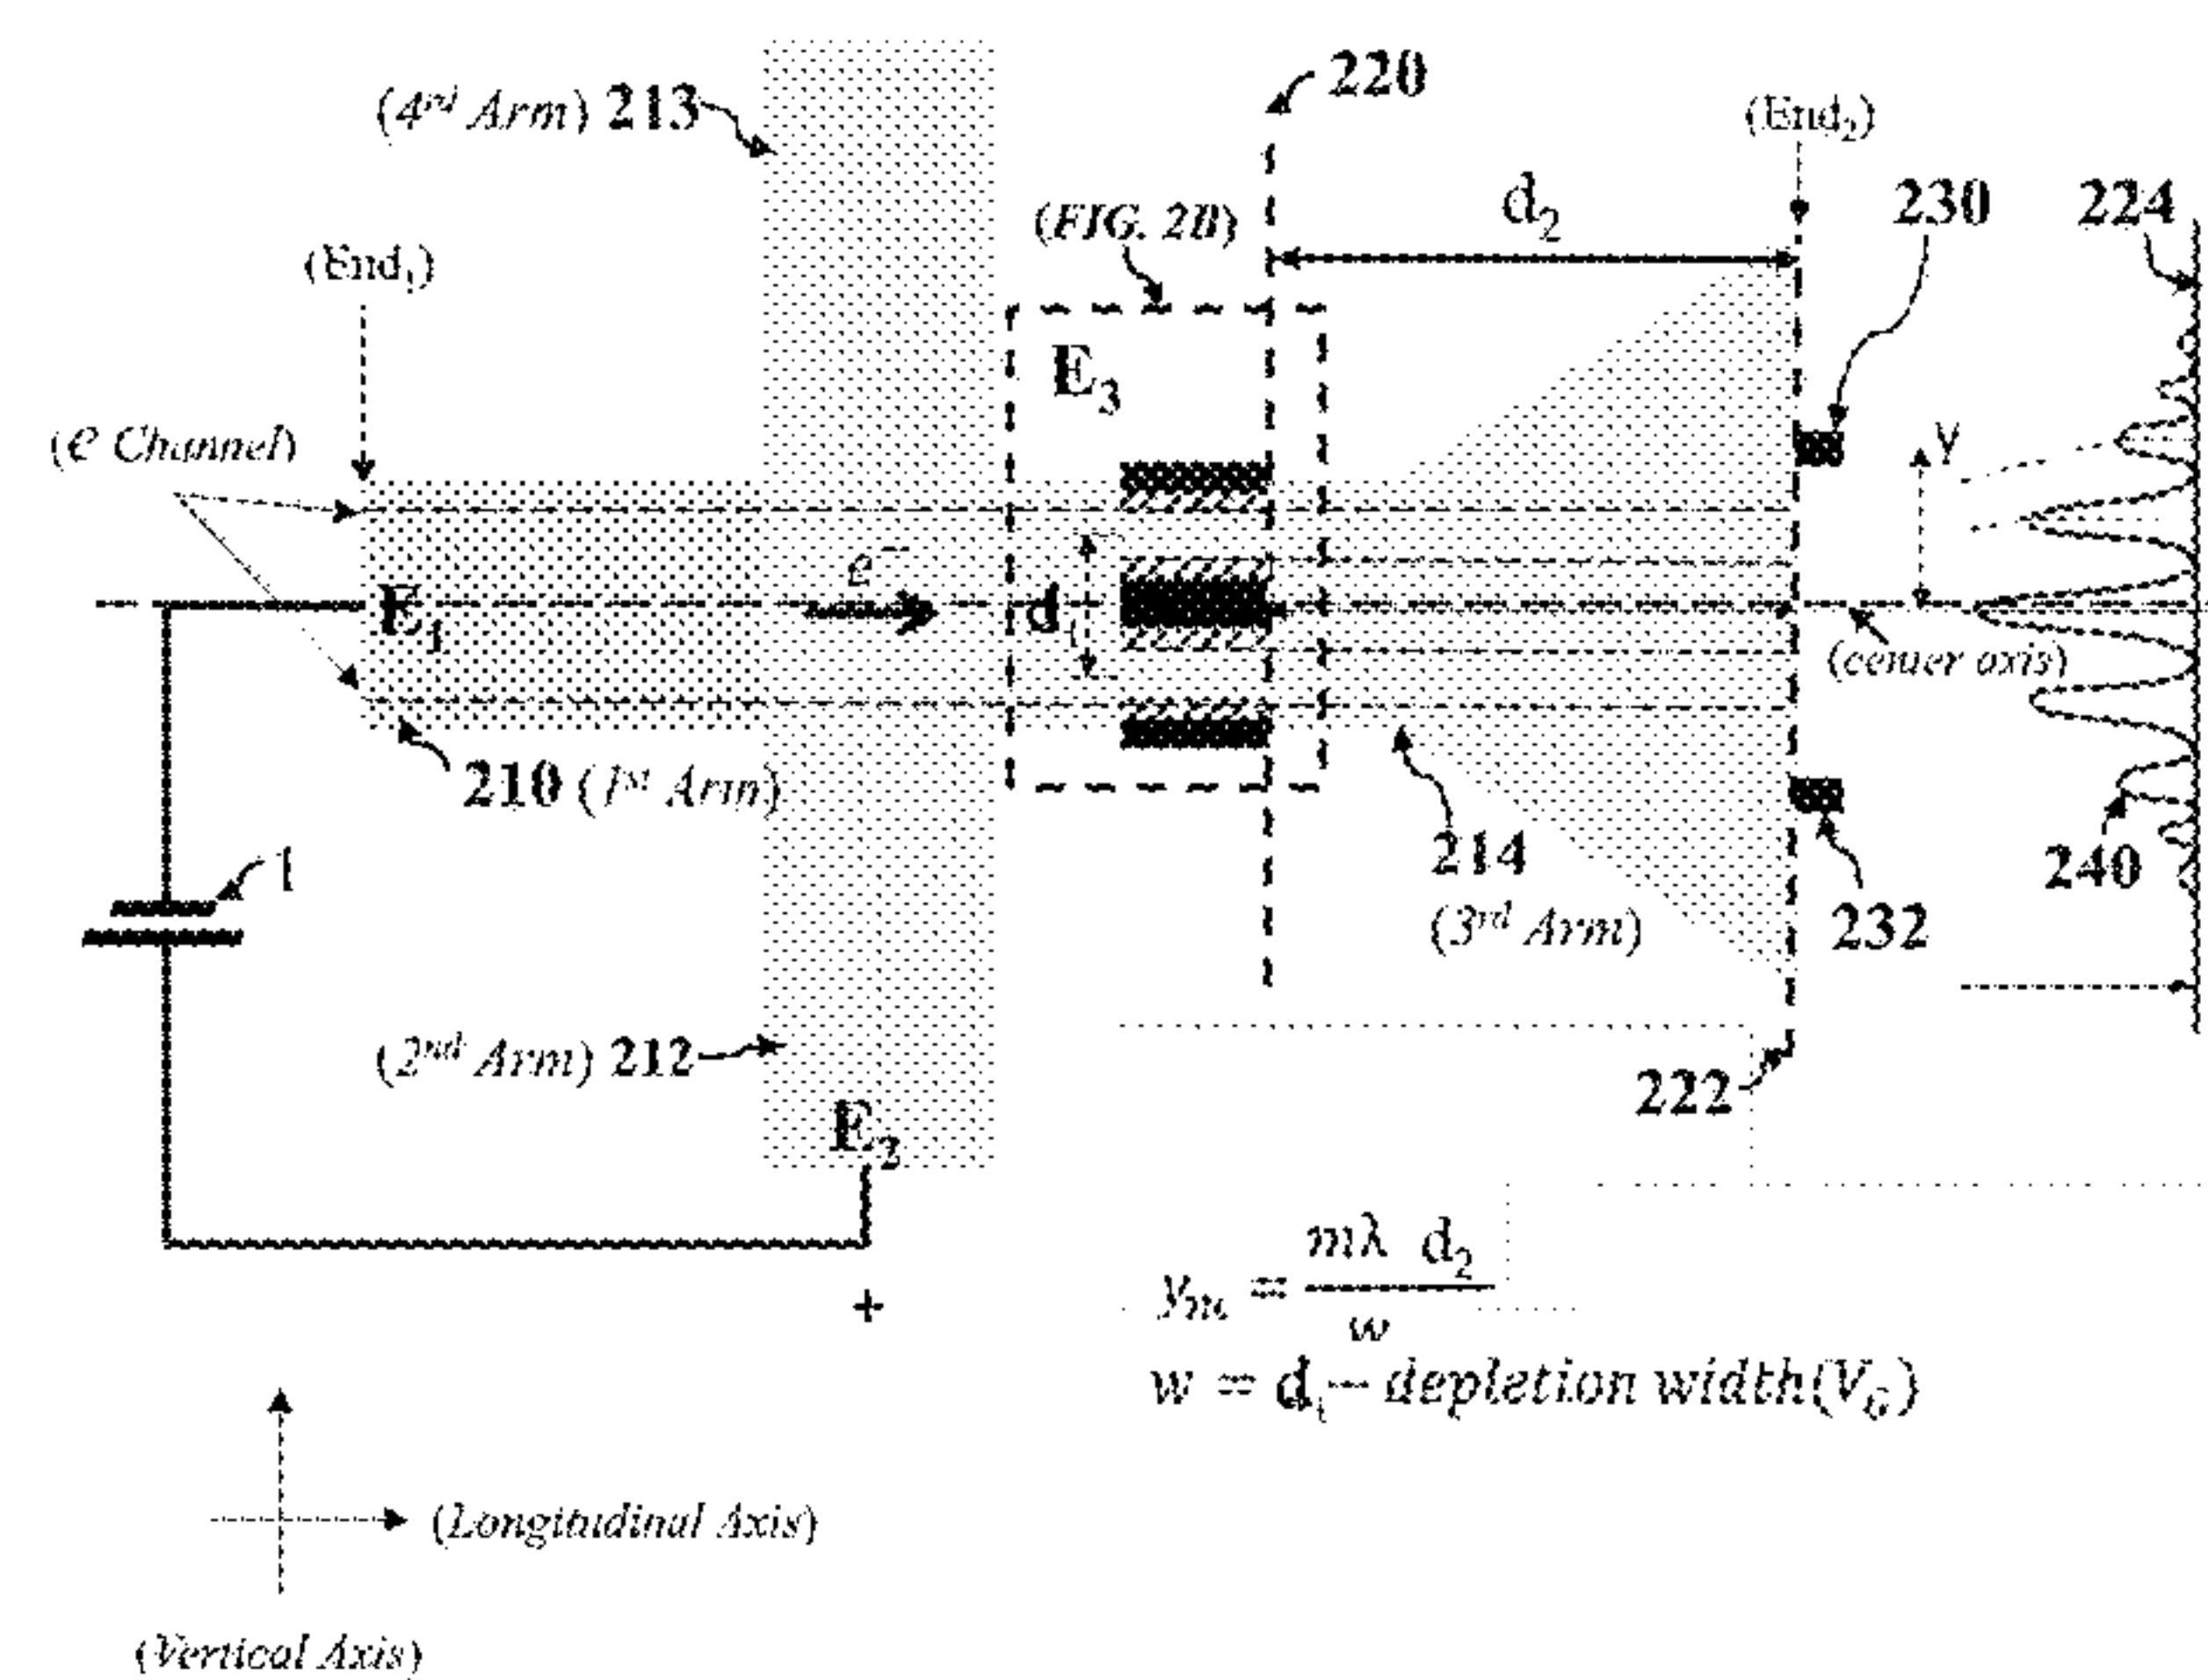 (4rd Arm) 213
220
(End2)
230
224
(FIG. 2B)
d2
(End1)
E3
(e Channel)
y
e−
E1
d1
(center axis)
210 (1st Arm)
1
214
(3rd Arm)
240
232
(2nd Arm) 212
222
E2
+
ym = mλ d2 / w
w = d1 − depletion width(VG)
(Longitudinal Axis)
(Vertical Axis)